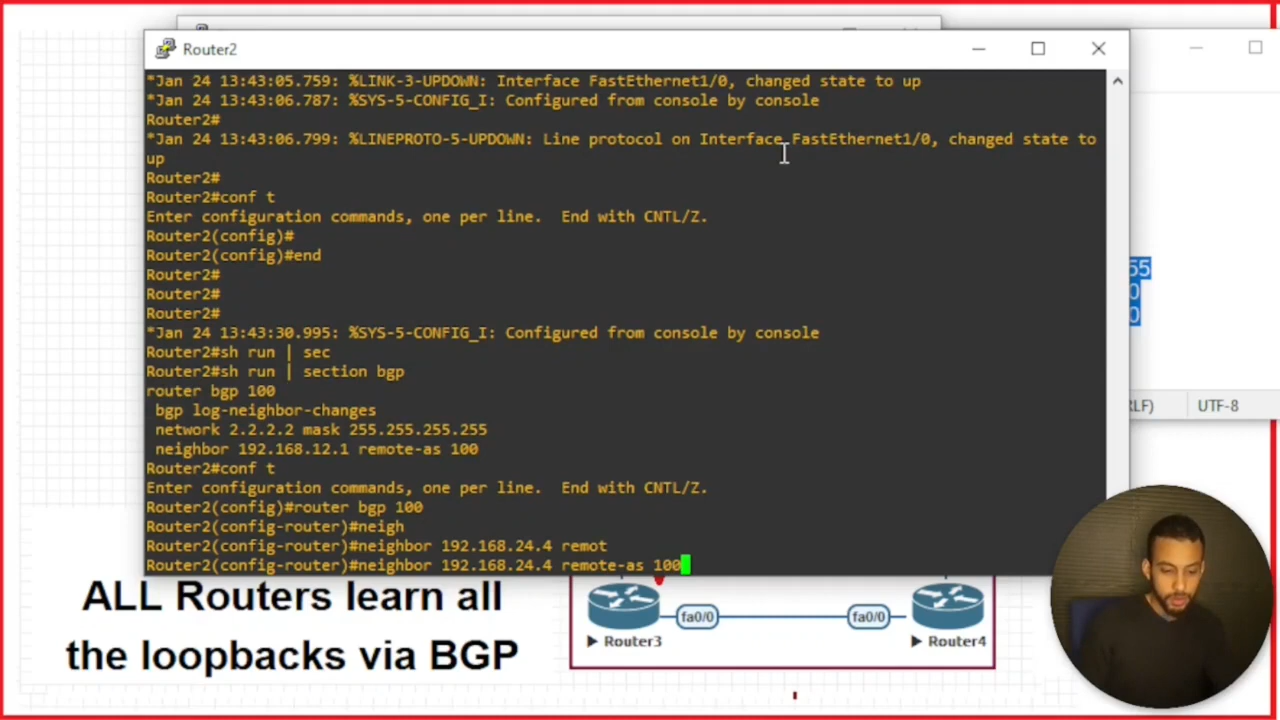 Router2
*Jan 24 13:43:05.759: %LINK-3-UPDOWN: Interface FastEthernet1/0, changed state to up
*Jan 24 13:43:06.787: %SYS-5-CONFIG_I: Configured from console by console
Router2#
*Jan 24 13:43:06.799: %LINEPROTO-5-UPDOWN: Line protocol on Interface FastEthernet1/0, changed state to
up
Router2#
Router2#conf t
Enter configuration commands, one per line.  End with CNTL/Z.
Router2(config)#
Router2(config)#end
Router2#
Router2#
Router2#
*Jan 24 13:43:30.995: %SYS-5-CONFIG_I: Configured from console by console
Router2#sh run | sec
Router2#sh run | section bgp
router bgp 100
bgp log-neighbor-changes
network 2.2.2.2 mask 255.255.255.255
neighbor 192.168.12.1 remote-as 100
Router2#conf t
Enter configuration commands, one per line.  End with CNTL/Z.
Router2(config)#router bgp 100
Router2(config-router)#neigh
Router2(config-router)#neighbor 192.168.24.4 remot
Router2(config-router)#neighbor 192.168.24.4 remote-as 100
55
0
0
RLF)
UTF-8
ALL Routers learn all
the loopbacks via BGP
fa0/0
fa0/0
Router3
Router4